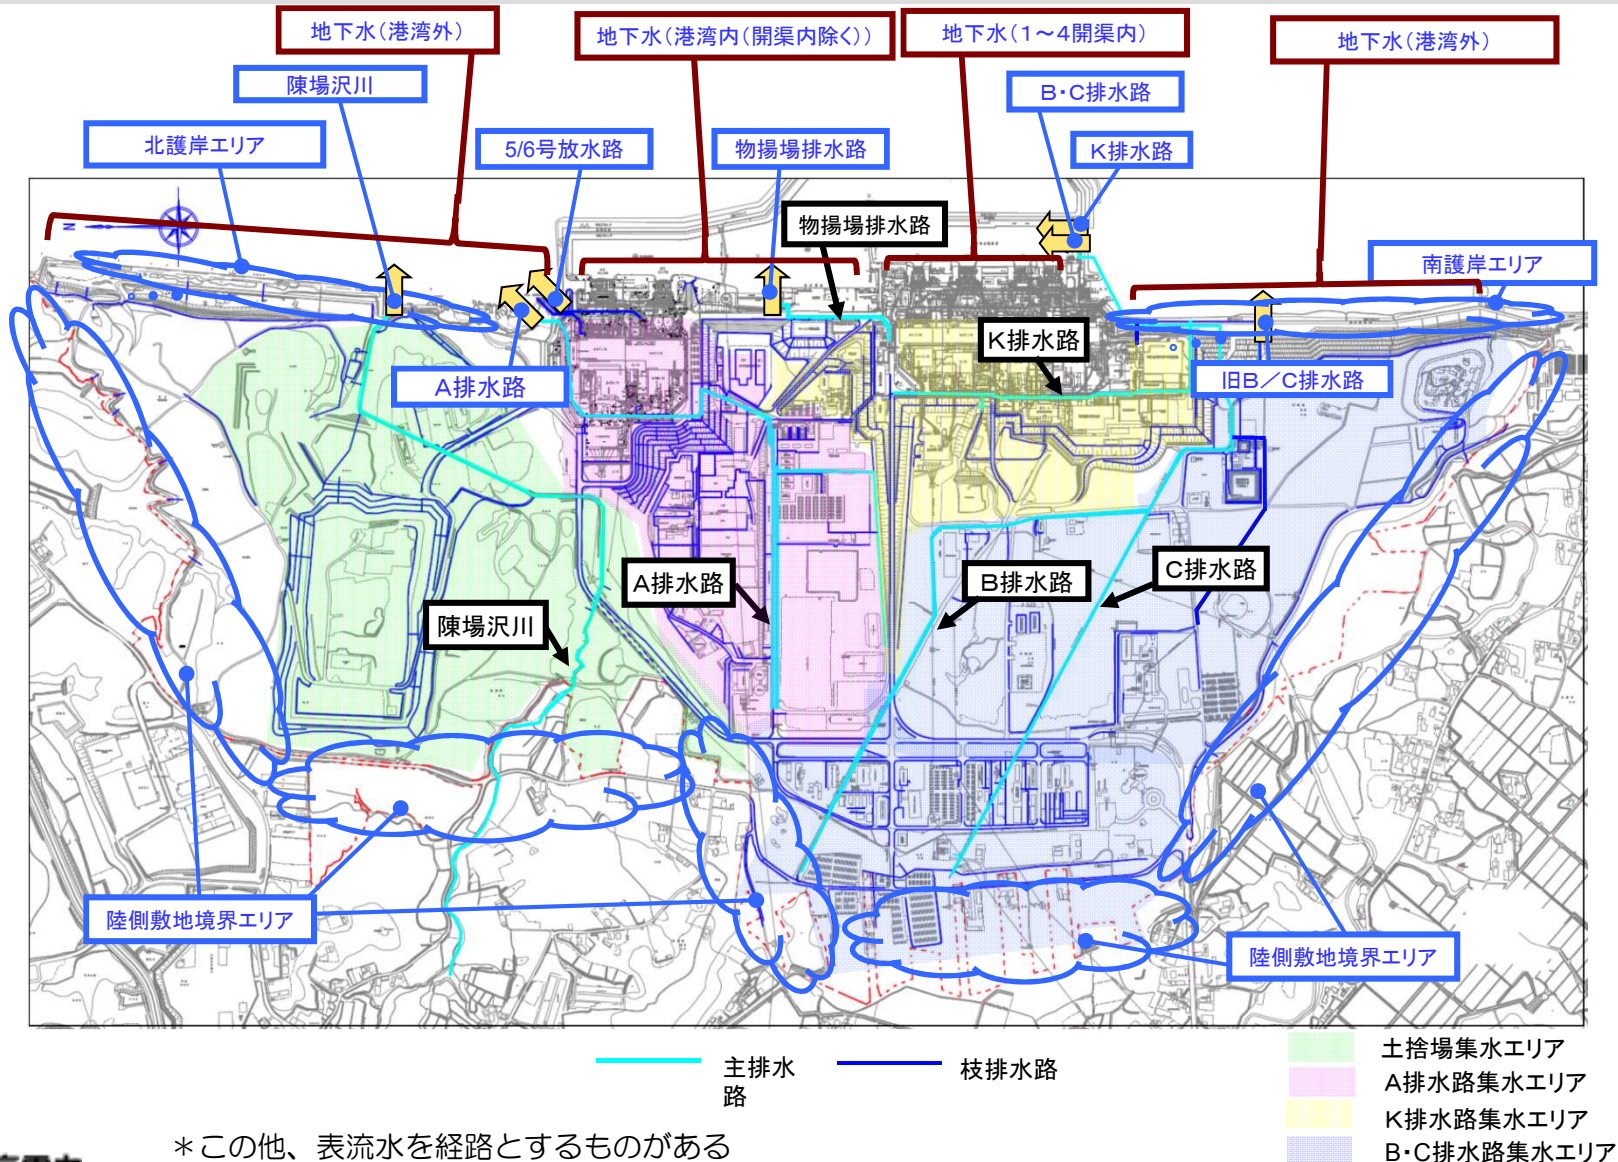 地下水(港湾外)
地下水(港湾内(開渠内除く))
地下水(1～4開渠内)
地下水(港湾外)
陳場沢川
B・C排水路
北護岸エリア
5/6号放水路
物揚場排水路
K排水路
物揚場排水路
N
南護岸エリア
K排水路
A排水路
旧B／C排水路
A排水路
B排水路
C排水路
陳場沢川
陸側敷地境界エリア
陸側敷地境界エリア
主排水
路
枝排水路
土捨場集水エリア
A排水路集水エリア
K排水路集水エリア
B・C排水路集水エリア
＊この他、表流水を経路とするものがある